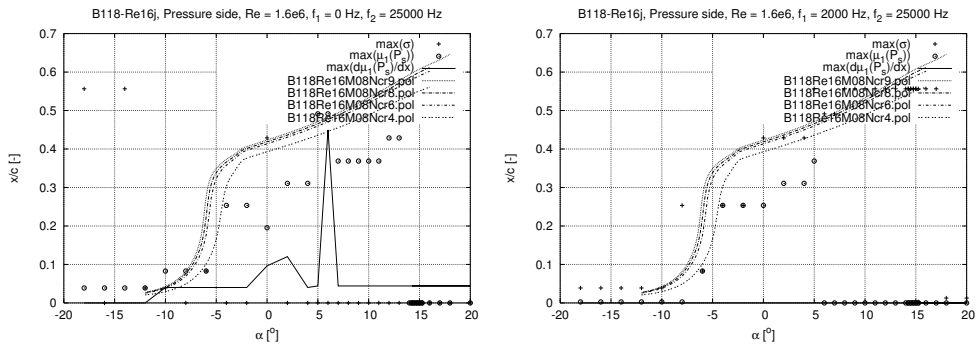 B118-Re16j, Pressure side, Re = 1.6e6, f₁ = 0 Hz, f₂ = 25000 Hz
max(σ)
max(μ₁(Pₛ))
max(dμ₁(Pₛ)/dx)
B118Re16M08Ncr9.pol
B118Re16M08Ncr8.pol
B118Re16M08Ncr6.pol
B118Re16M08Ncr4.pol
x/c [-]
0.7
0.6
0.5
0.4
0.3
0.2
0.1
0
-20 -15 -10 -5 0 5 10 15 20
α [°]
B118-Re16j, Pressure side, Re = 1.6e6, f₁ = 2000 Hz, f₂ = 25000 Hz
max(σ)
max(μ₁(Pₛ))
max(dμ₁(Pₛ)/dx)
B118Re16M08Ncr9.pol
B118Re16M08Ncr8.pol
B118Re16M08Ncr6.pol
B118Re16M08Ncr4.pol
x/c [-]
0.7
0.6
0.5
0.4
0.3
0.2
0.1
0
-20 -15 -10 -5 0 5 10 15 20
α [°]